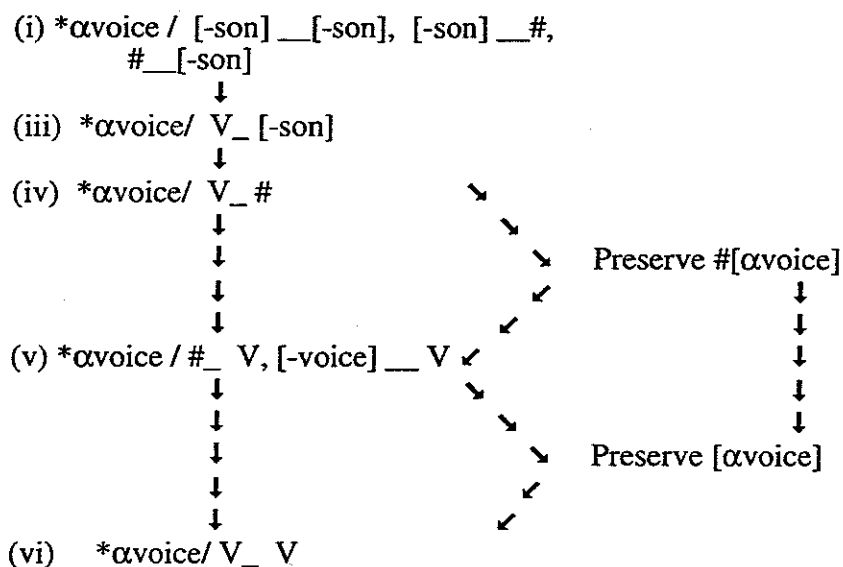 (i) *αvoice / [-son] __[-son], [-son] __#,
#__[-son]
↓
(iii) *αvoice/ V_ [-son]
↓
(iv) *αvoice/ V_ #
Preserve #[αvoice]
(v) *αvoice / #_ V, [-voice] __ V
Preserve [αvoice]
(vi) *αvoice/ V_ V